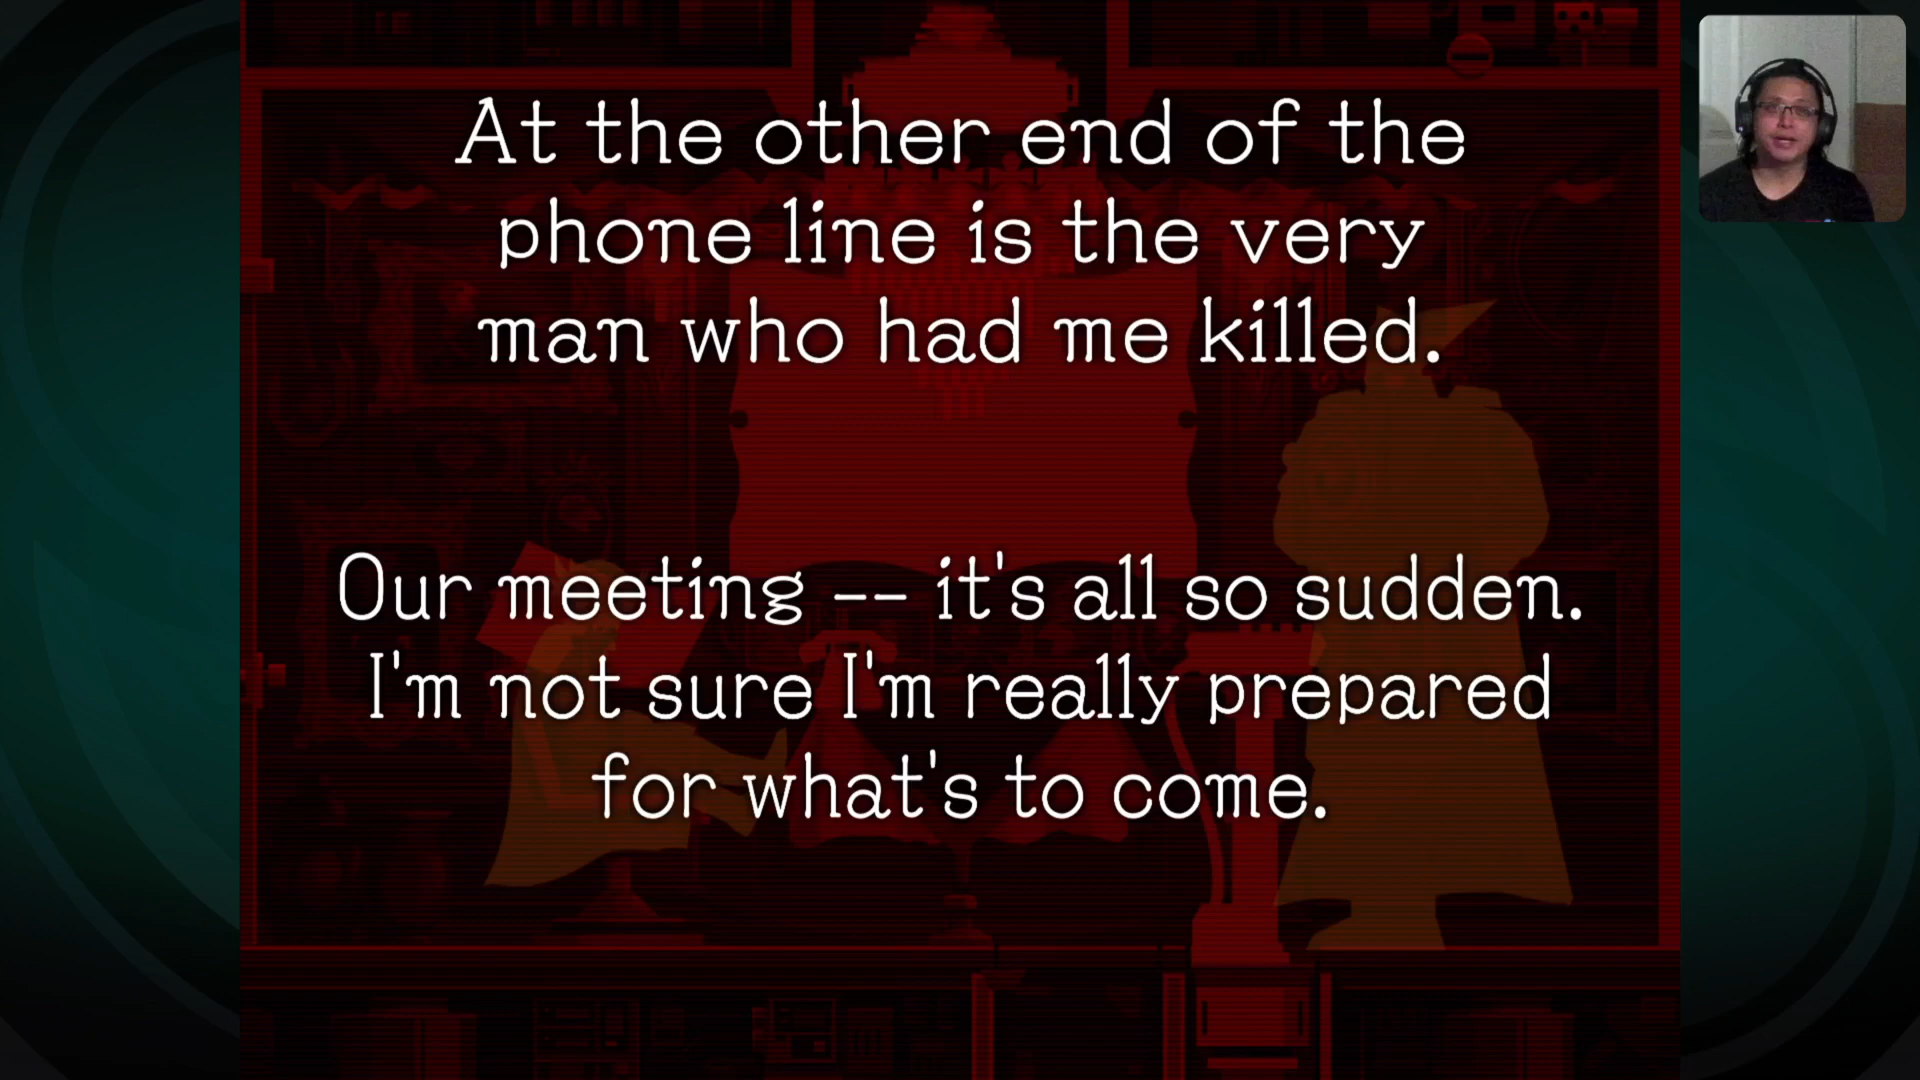 At the other end of the
phone line is the very
man who had me killed.
Our meeting -- it's all so sudden.
I'm not sure I'm really prepared
for what's to come.